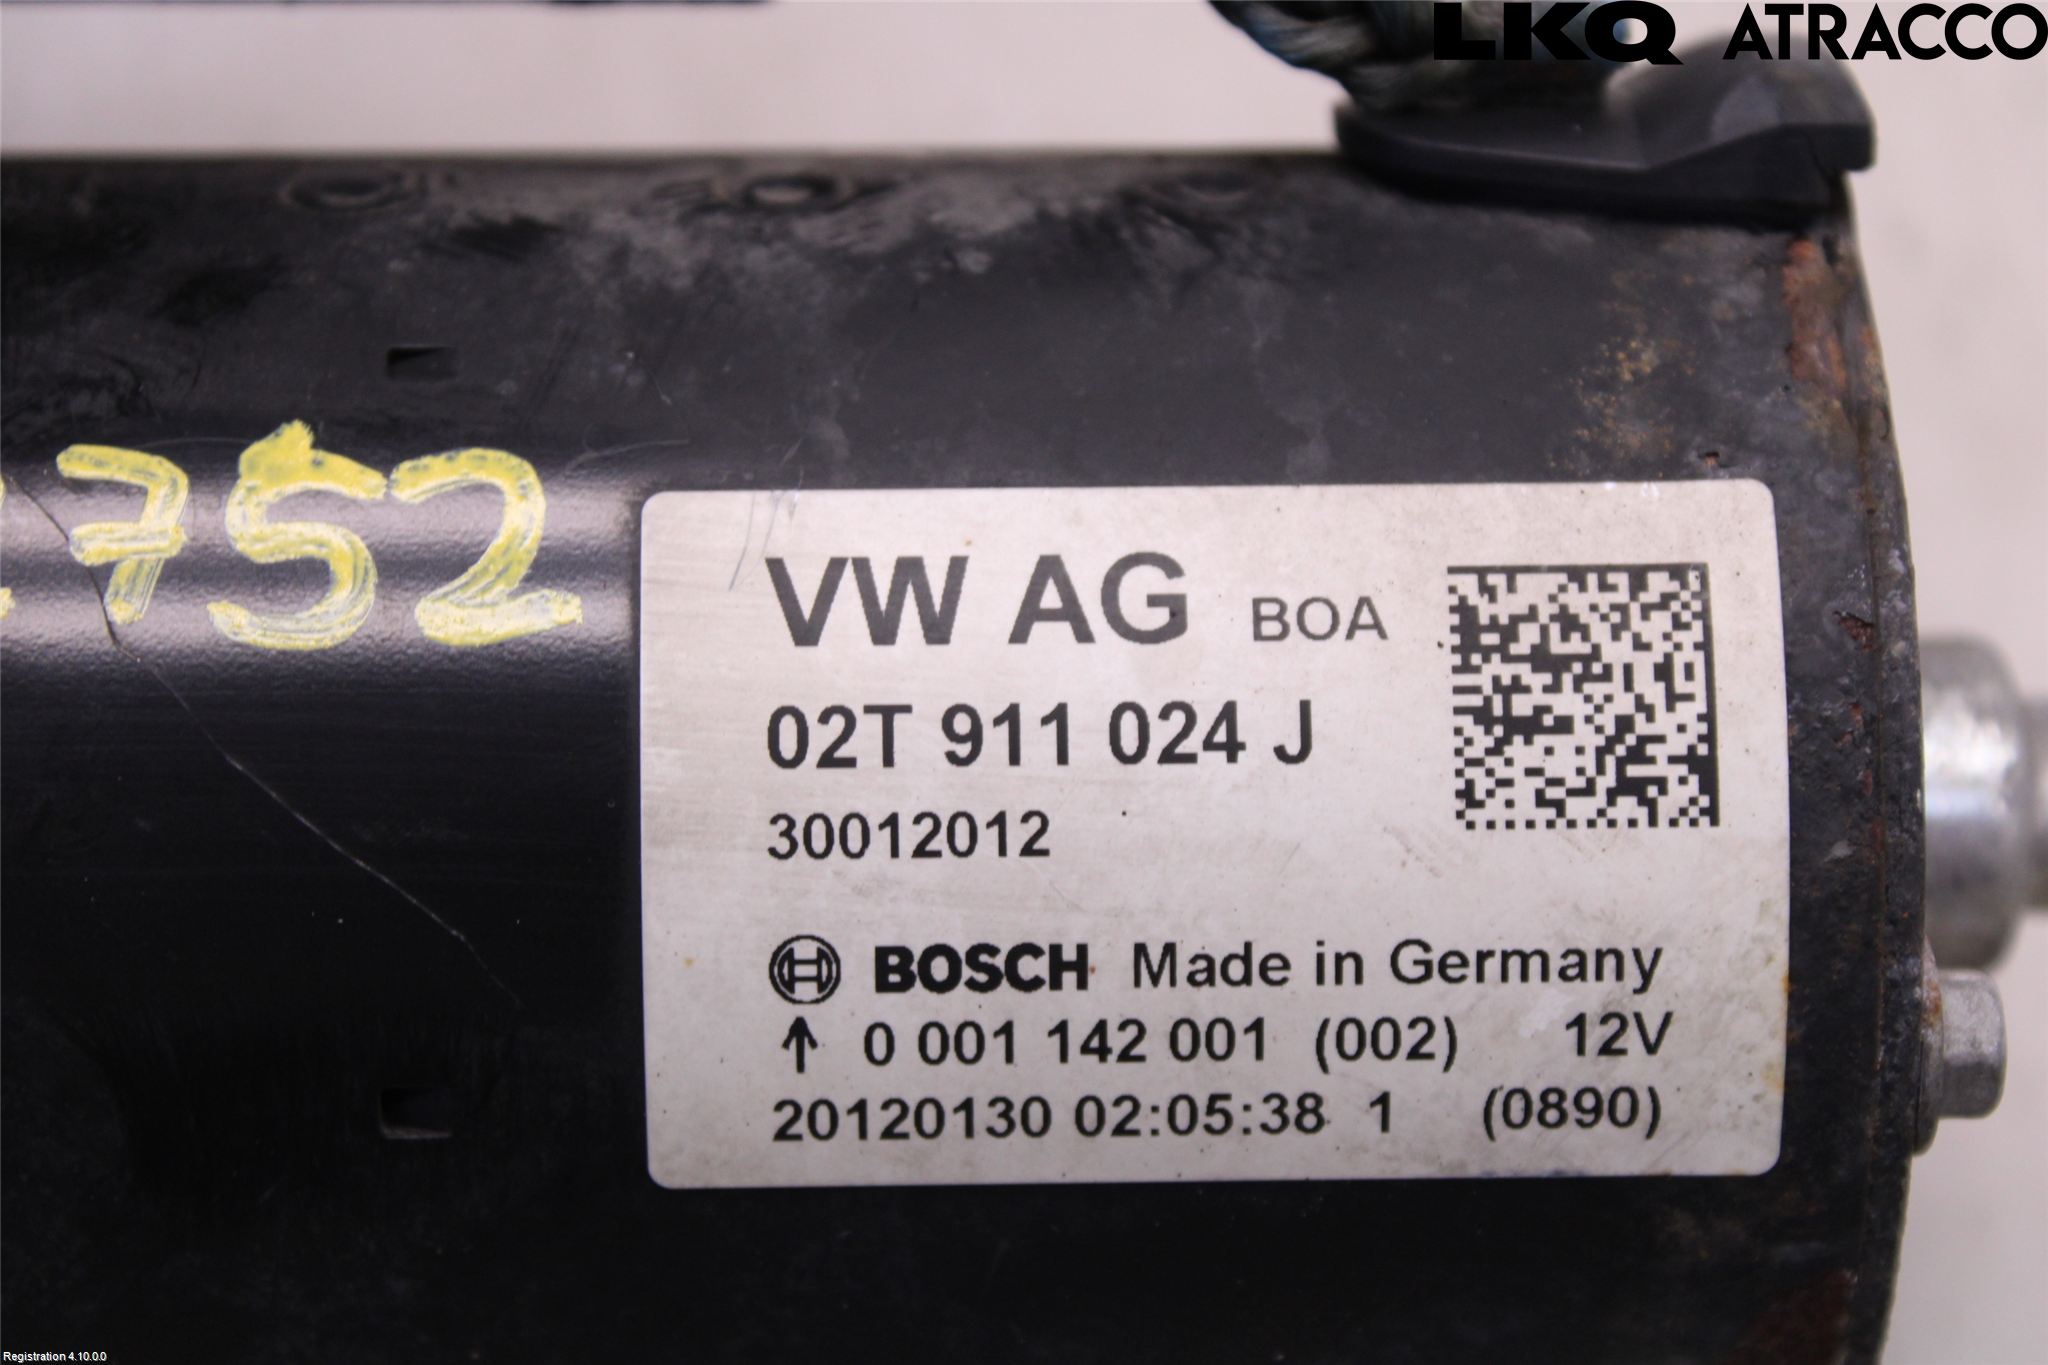 LKQ ATRACCO
752
VW AG BOA
02T 911 024 J
30012012
BOSCH Made in Germany
↑ 0 001 142 001 (002) 12V
20120130 02:05:38 1 (0890)
Registration 4.10.0.0